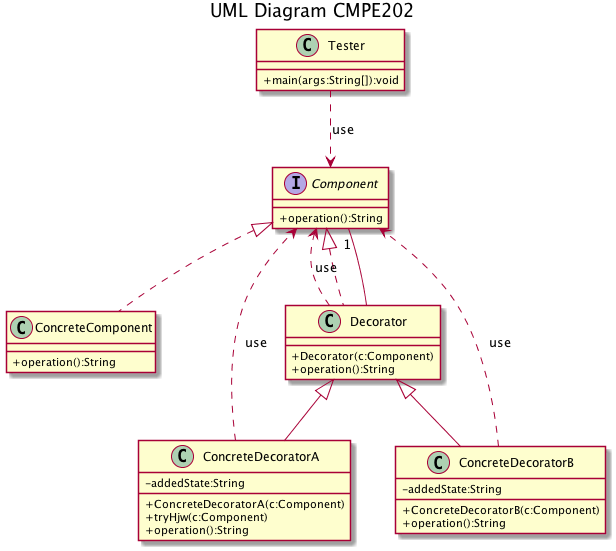 UML Diagram CMPE202
C Tester
+main(args:String[]):void
use
I Component
+operation():String
1
use
C ConcreteComponent
+operation():String
C Decorator
+Decorator(c:Component)
+operation():String
use
use
C ConcreteDecoratorA
-addedState:String
+ConcreteDecoratorA(c:Component)
+tryHjw(c:Component)
+operation():String
C ConcreteDecoratorB
-addedState:String
+ConcreteDecoratorB(c:Component)
+operation():String